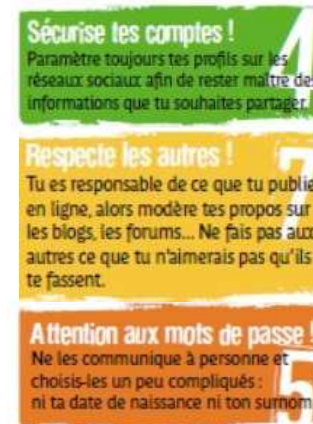 Sécurise tes comptes !
Paramètre toujours tes profils sur les
réseaux sociaux afin de rester maître des
informations que tu souhaites partager.
Respecte les autres !
Tu es responsable de ce que tu publie
en ligne, alors modère tes propos sur
les blogs, les forums... Ne fais pas aux
autres ce que tu n'aimerais pas qu'ils
te fassent.
Attention aux mots de passe !
Ne les communique à personne et
choisis-les un peu compliqués :
ni ta date de naissance ni ton surnom
5